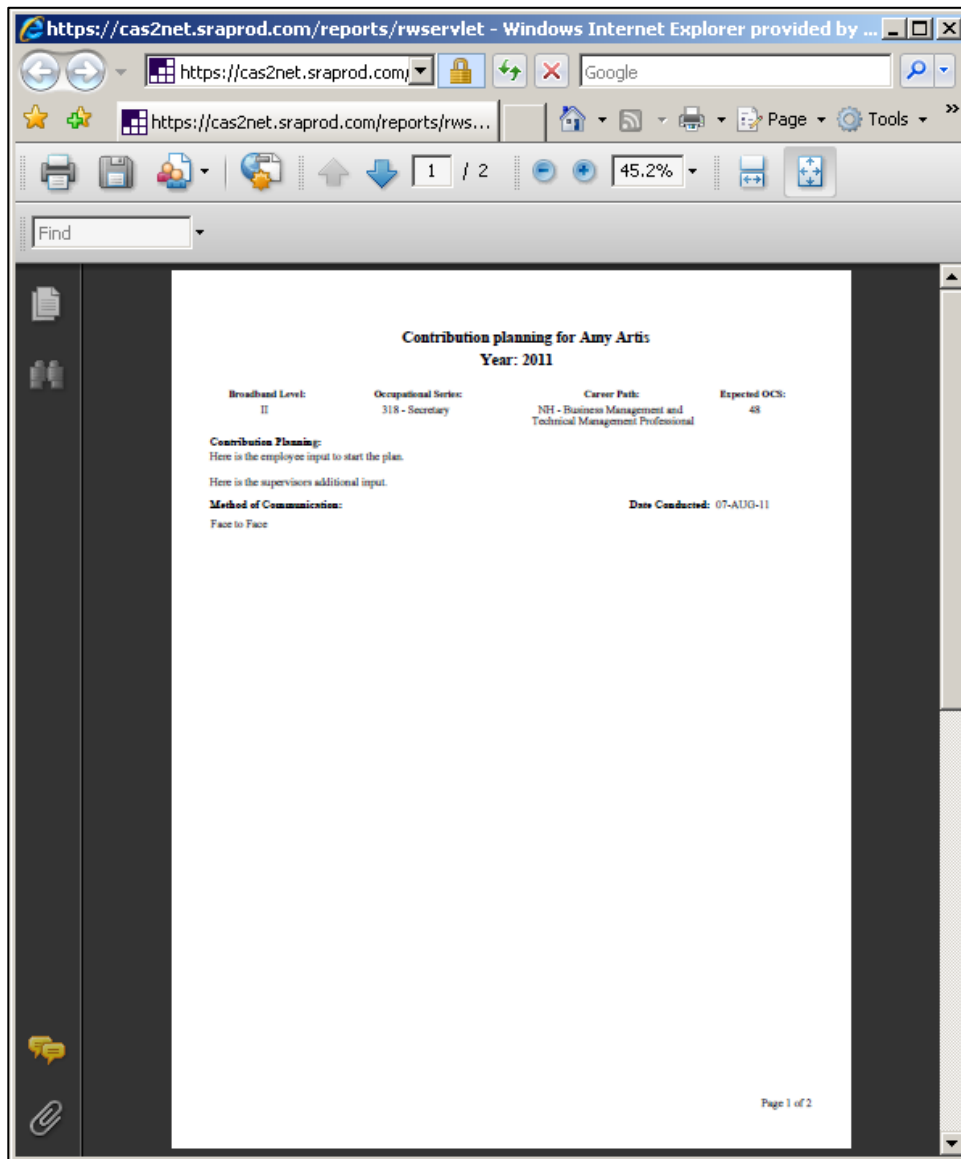 https://cas2net.sraprod.com/reports/rwservlet - Windows Internet Explorer provided by ...
https://cas2net.sraprod.com/
Google
https://cas2net.sraprod.com/reports/rws...
Page
Tools
»
1 / 2
45.2%
Find
Contribution planning for Amy Artis
Year: 2011
Broadband Level: Occupational Series: Career Path: Expected OCS:
II 318 - Secretary NH - Business Management and 48
Technical Management Professional
Contribution Planning:
Here is the employee input to start the plan.
Here is the supervisors additional input.
Method of Communication: Date Conducted: 07-AUG-11
Face to Face
Page 1 of 2